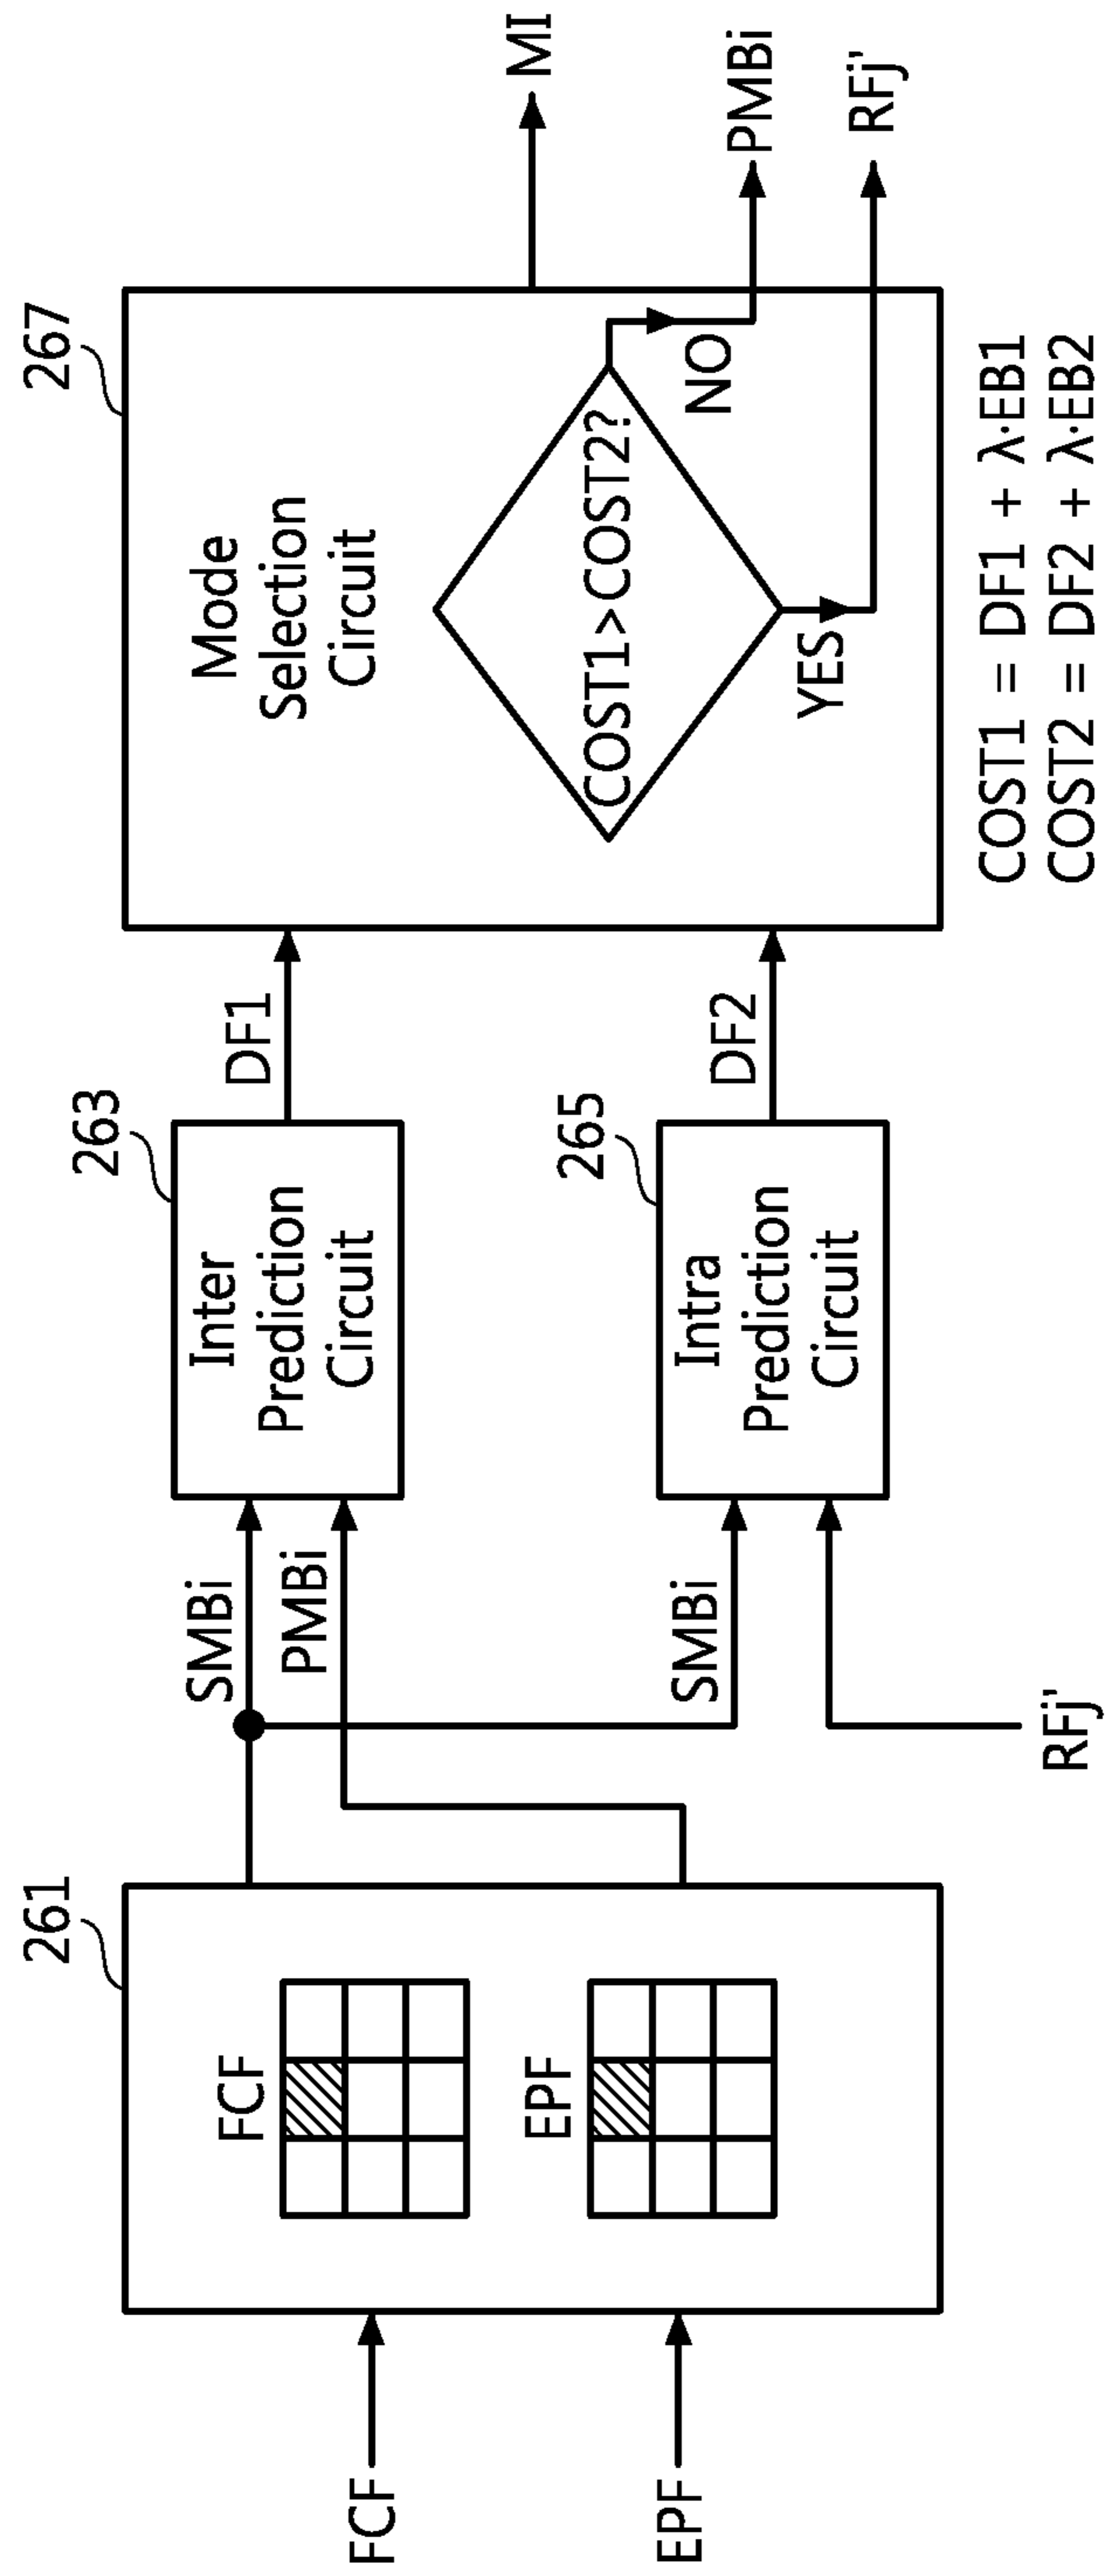 FCF
EPF
261
FCF
EPF
SMBi
PMBi
SMBi
RFj'
263
Inter
Prediction
Circuit
265
Intra
Prediction
Circuit
DF1
DF2
267
Mode
Selection
Circuit
COST1>COST2?
NO
YES
MI
PMBi
RFj'
COST1 = DF1 + λ·EB1
COST2 = DF2 + λ·EB2